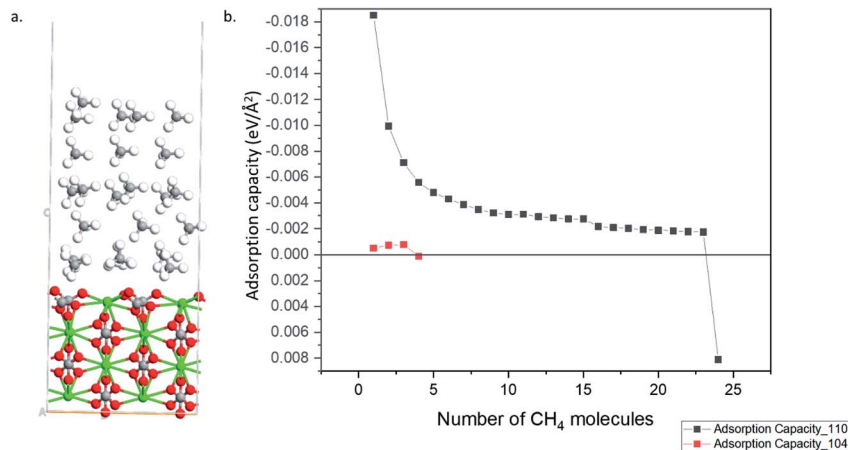 a.
b.
C
A
Adsorption capacity (eV/Å²)
-0.018
-0.016
-0.014
-0.012
-0.010
-0.008
-0.006
-0.004
-0.002
0.000
0.002
0.004
0.006
0.008
0 5 10 15 20 25
Number of CH₄ molecules
Adsorption Capacity_110
Adsorption Capacity_104